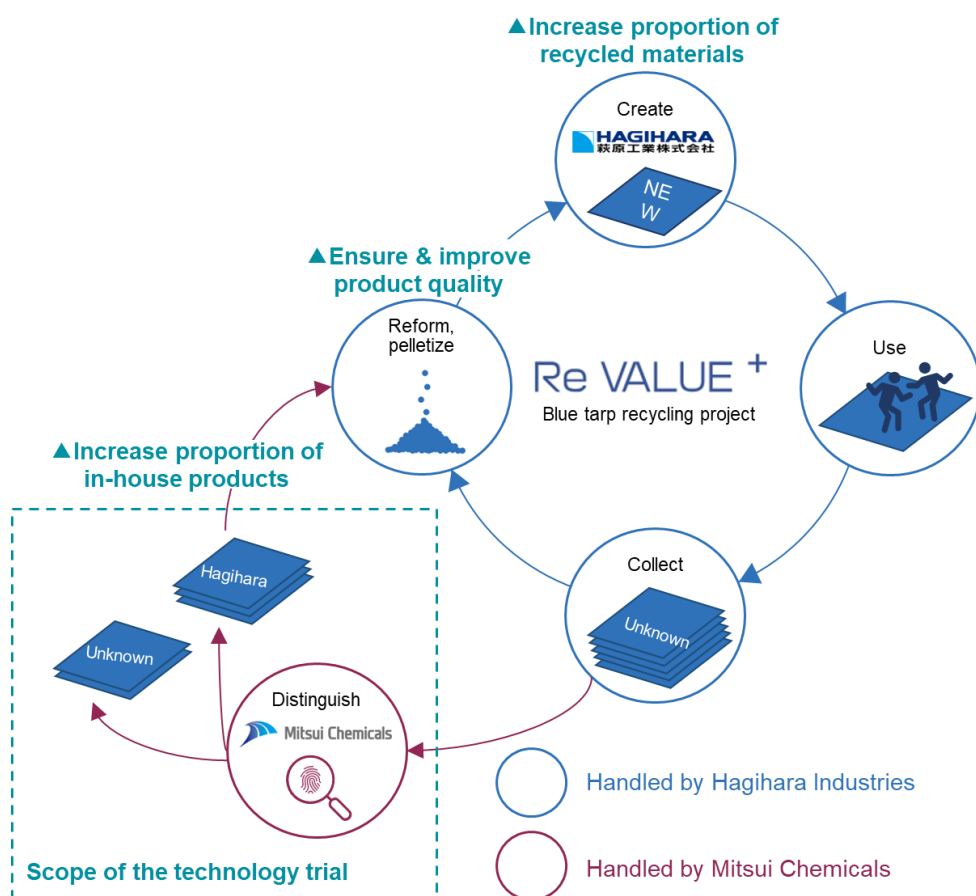 ▲Increase proportion of
recycled materials
Create
HAGIHARA
萩原工業株式会社
NE
W
▲Ensure & improve
product quality
Reform,
pelletize
Re VALUE +
Blue tarp recycling project
Use
▲Increase proportion of
in-house products
Hagihara
Unknown
Collect
Unknown
Distinguish
Mitsui Chemicals
Handled by Hagihara Industries
Handled by Mitsui Chemicals
Scope of the technology trial